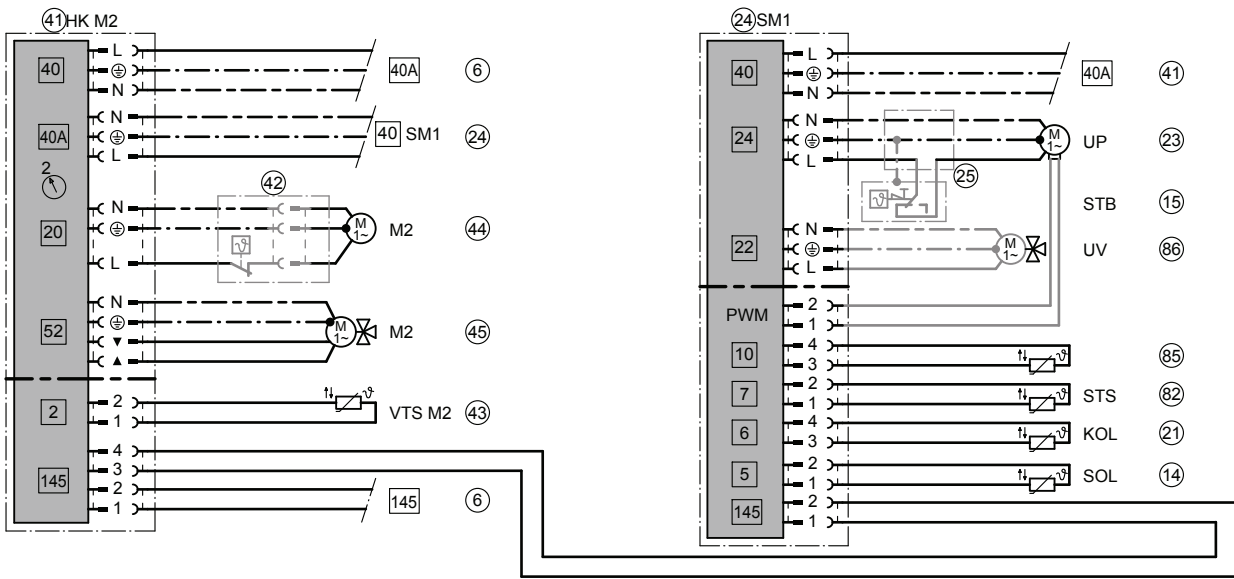 41 HK M2
40 L
N
40A 6
40A N
L
40 SM1 24
2
42
20 N
L
M 1~ M2 44
ϑ
52 N
▼
▲
M 1~ M2 45
2 2
1
ϑ VTS M2 43
145 4
3
2
1
145 6
24 SM1
40 L
N
40A 41
24 N
L
M 1~ UP 23
25
ϑ
STB 15
22 N
L
M 1~ UV 86
PWM 2
1
10 4
3
ϑ 85
7 2
1
ϑ STS 82
6 4
3
ϑ KOL 21
5 2
1
ϑ SOL 14
145 2
1